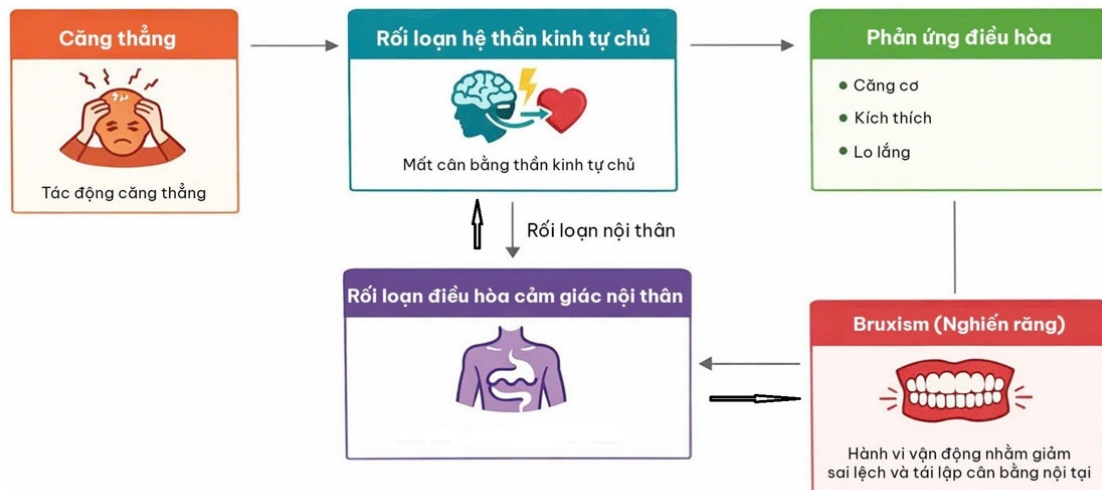 Căng thẳng
Tác động căng thẳng
Rối loạn hệ thần kinh tự chủ
Mất cân bằng thần kinh tự chủ
Phản ứng điều hòa
Căng cơ
Kích thích
Lo lắng
Rối loạn nội thân
Rối loạn điều hòa cảm giác nội thân
Bruxism (Nghiến răng)
Hành vi vận động nhằm giảm
sai lệch và tái lập cân bằng nội tại